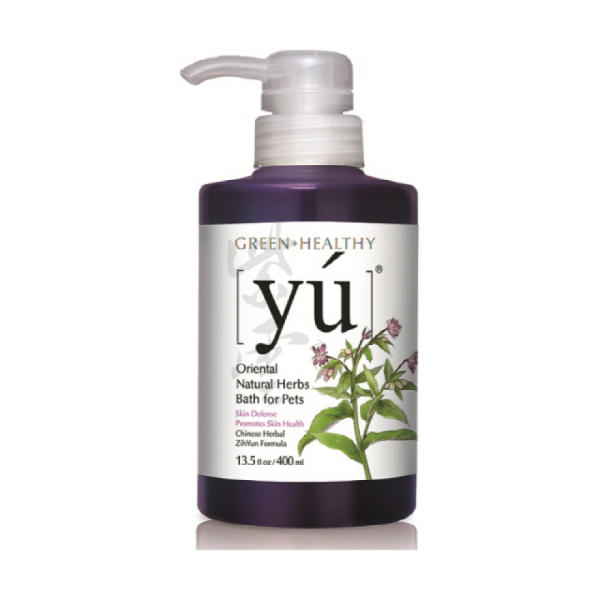 GREEN▸HEALTHY
[yú]®
Oriental
Natural Herbs
Bath for Pets
Skin Defense
Promotes Skin Health
Chinese Herbal
ZihYun Formula
13.5 fl oz / 400 ml